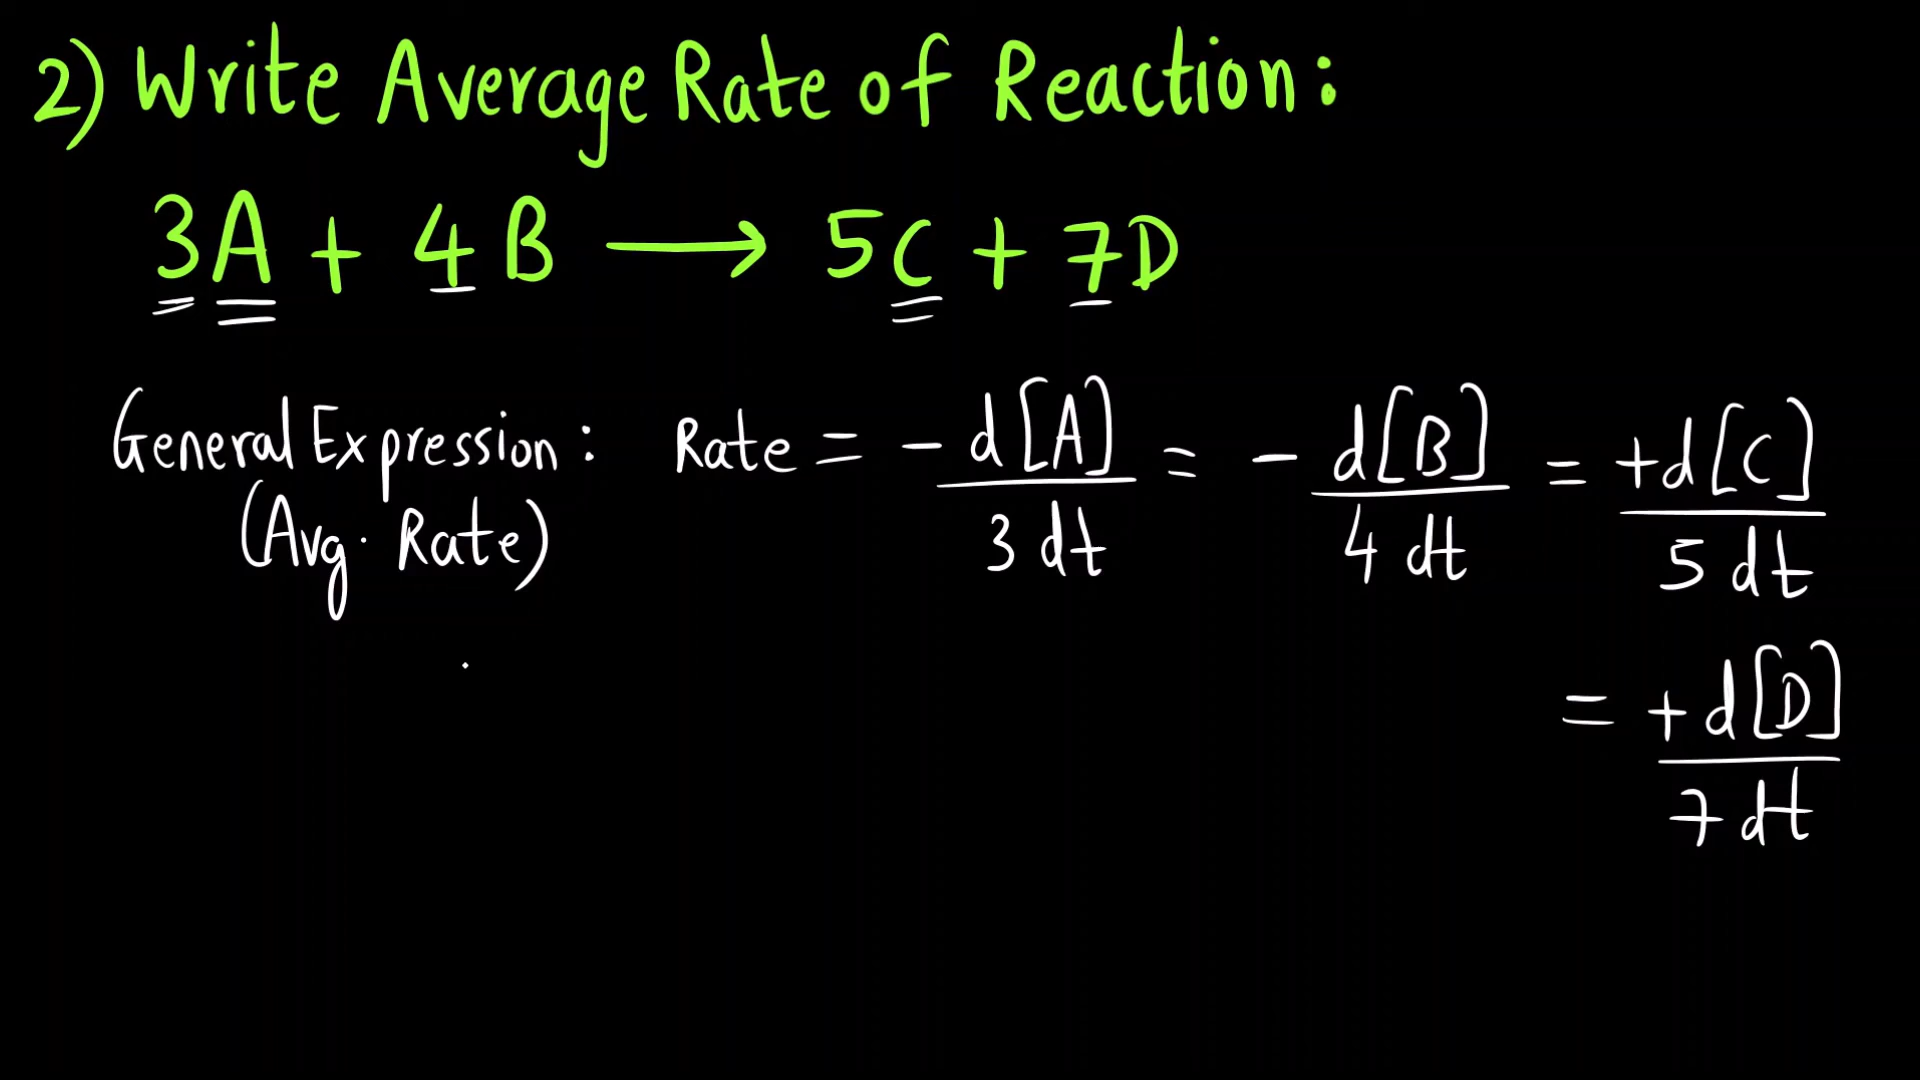 2) Write Average Rate of Reaction:
3A + 4B → 5C + 7D
General Expression: Rate = - d[A] / 3 dt = - d[B] / 4 dt = + d[C] / 5 dt
(Avg. Rate)
= + d[D] / 7 dt